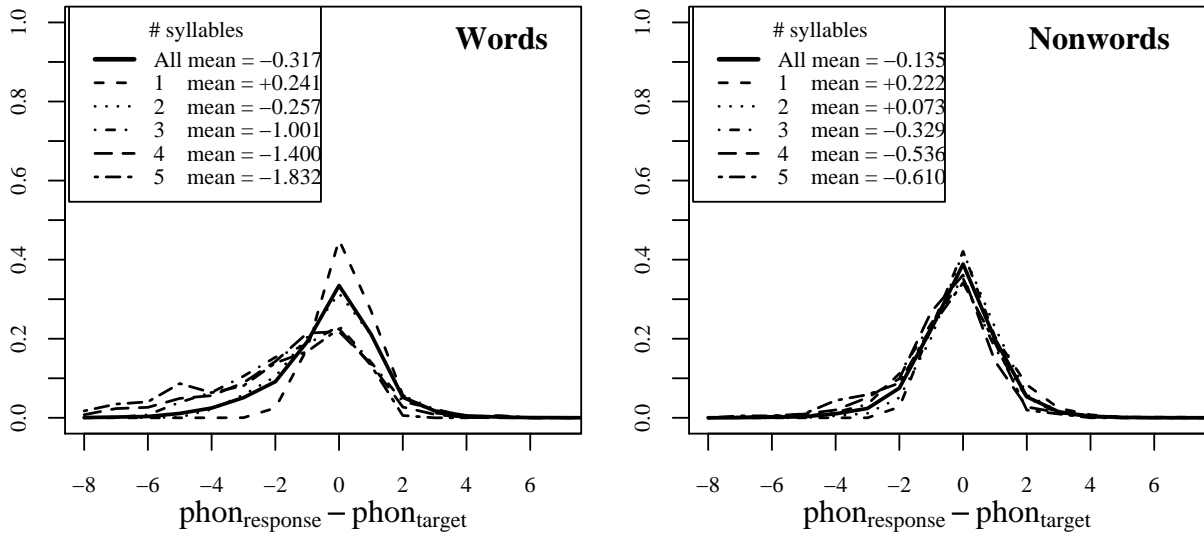 Words
# syllables
All mean = −0.317
1 mean = +0.241
2 mean = −0.257
3 mean = −1.001
4 mean = −1.400
5 mean = −1.832
0.0 0.2 0.4 0.6 0.8 1.0
−8 −6 −4 −2 0 2 4 6
phonresponse − phontarget
Nonwords
# syllables
All mean = −0.135
1 mean = +0.222
2 mean = +0.073
3 mean = −0.329
4 mean = −0.536
5 mean = −0.610
0.0 0.2 0.4 0.6 0.8 1.0
−8 −6 −4 −2 0 2 4 6
phonresponse − phontarget